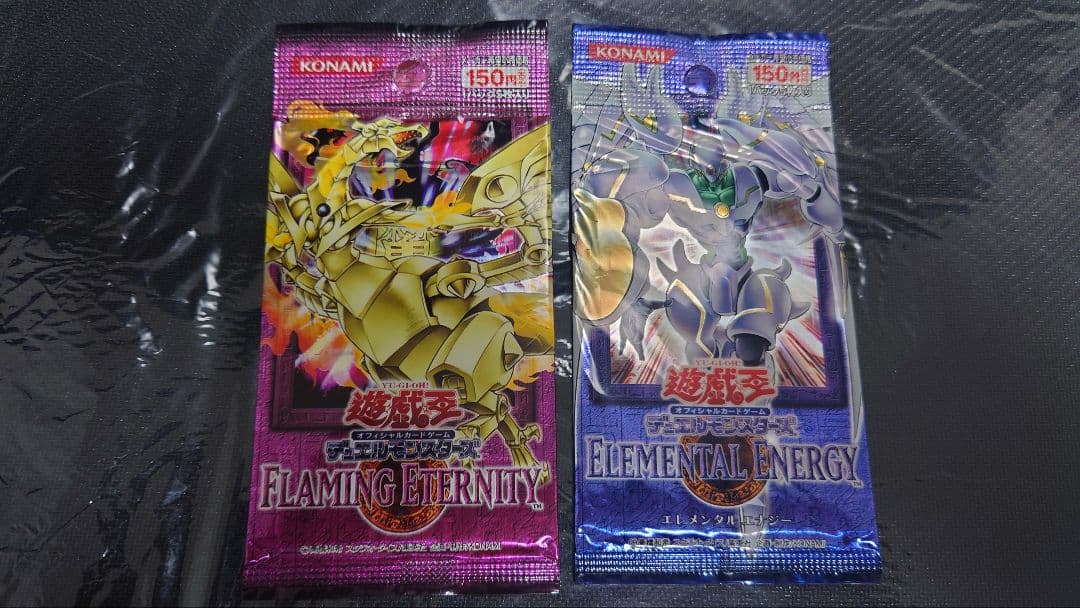 KONAMI
150円
YU-GI-OH!
遊戯王
オフィシャルカードゲーム
デュエルモンスターズ
FLAMING ETERNITY™
KONAMI
150円
YU-GI-OH!
遊戯王
オフィシャルカードゲーム
デュエルモンスターズ
ELEMENTAL ENERGY™
エレメンタル エナジー